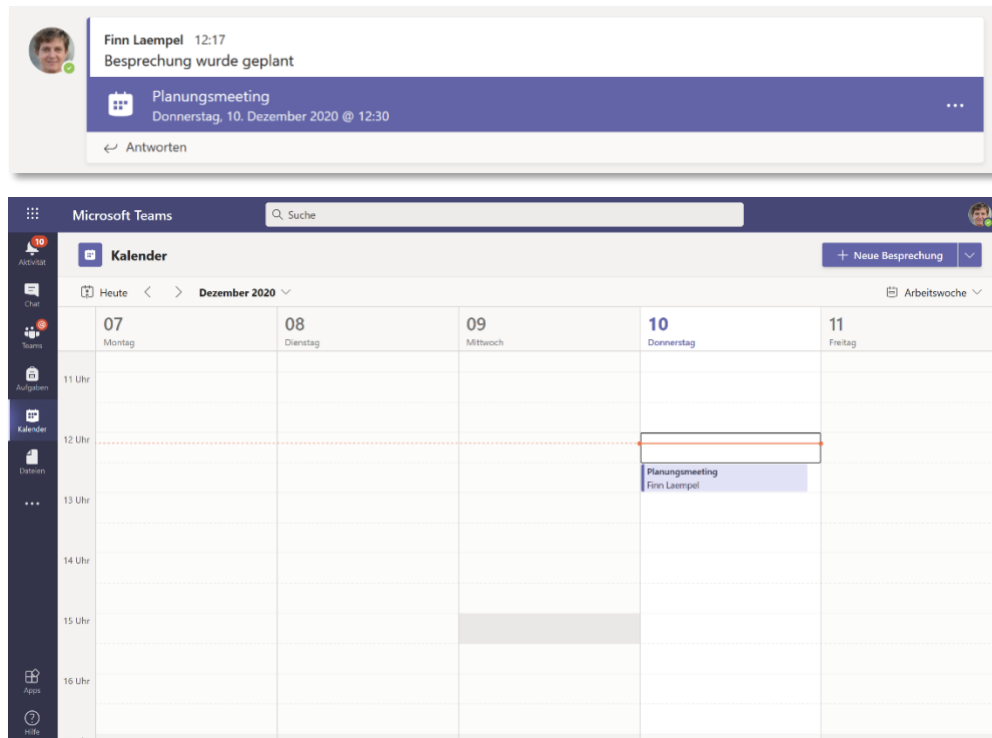 Finn Laempel 12:17
Besprechung wurde geplant
Planungsmeeting
Donnerstag, 10. Dezember 2020 @ 12:30
Antworten
Microsoft Teams
Suche
10
Aktivität
Kalender
+ Neue Besprechung
Chat
Heute
Dezember 2020
Arbeitswoche
@
Teams
07
Montag
08
Dienstag
09
Mittwoch
10
Donnerstag
11
Freitag
Aufgaben
11 Uhr
Kalender
12 Uhr
Dateien
Planungsmeeting
Finn Laempel
13 Uhr
14 Uhr
15 Uhr
Apps
16 Uhr
Hilfe